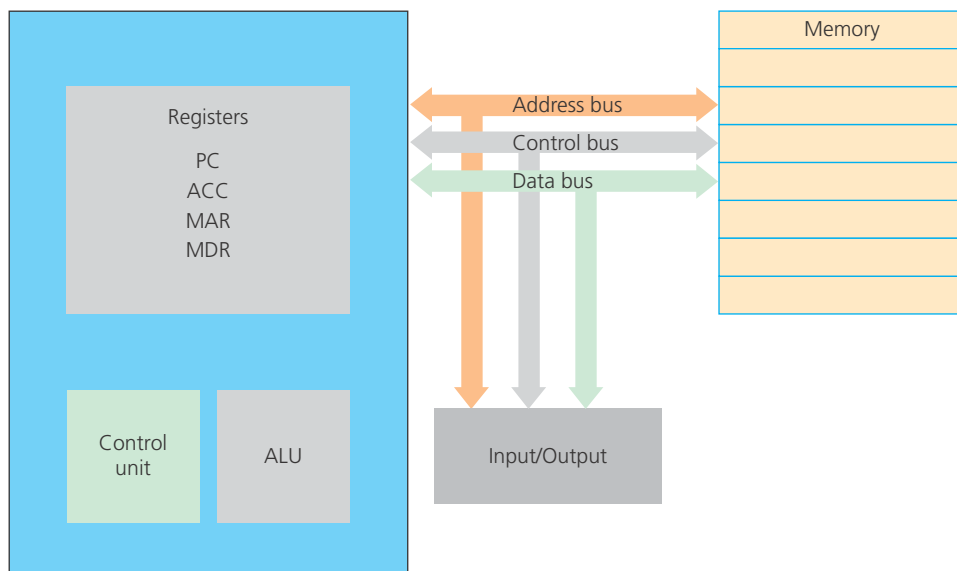 Registers
PC
ACC
MAR
MDR
Control
unit
ALU
Address bus
Control bus
Data bus
Input/Output
Memory